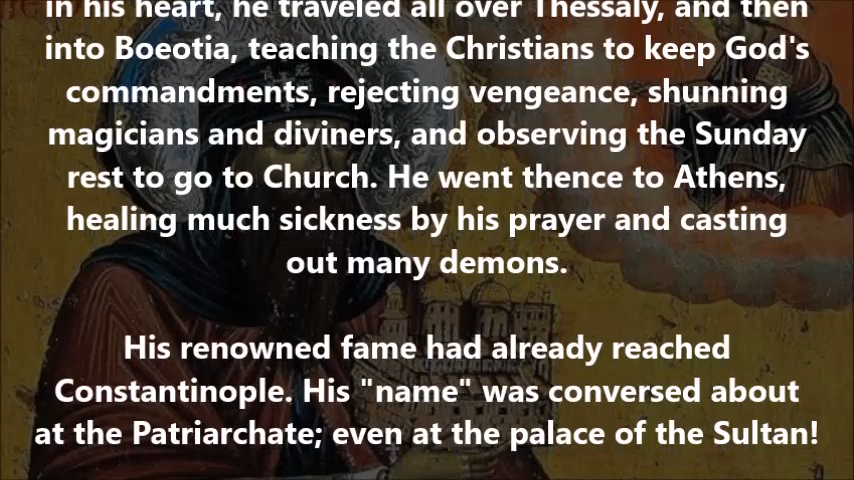 in his heart, he traveled all over Thessaly, and then
into Boeotia, teaching the Christians to keep God's
commandments, rejecting vengeance, shunning
magicians and diviners, and observing the Sunday
rest to go to Church. He went thence to Athens,
healing much sickness by his prayer and casting
out many demons.
His renowned fame had already reached
Constantinople. His "name" was conversed about
at the Patriarchate; even at the palace of the Sultan!